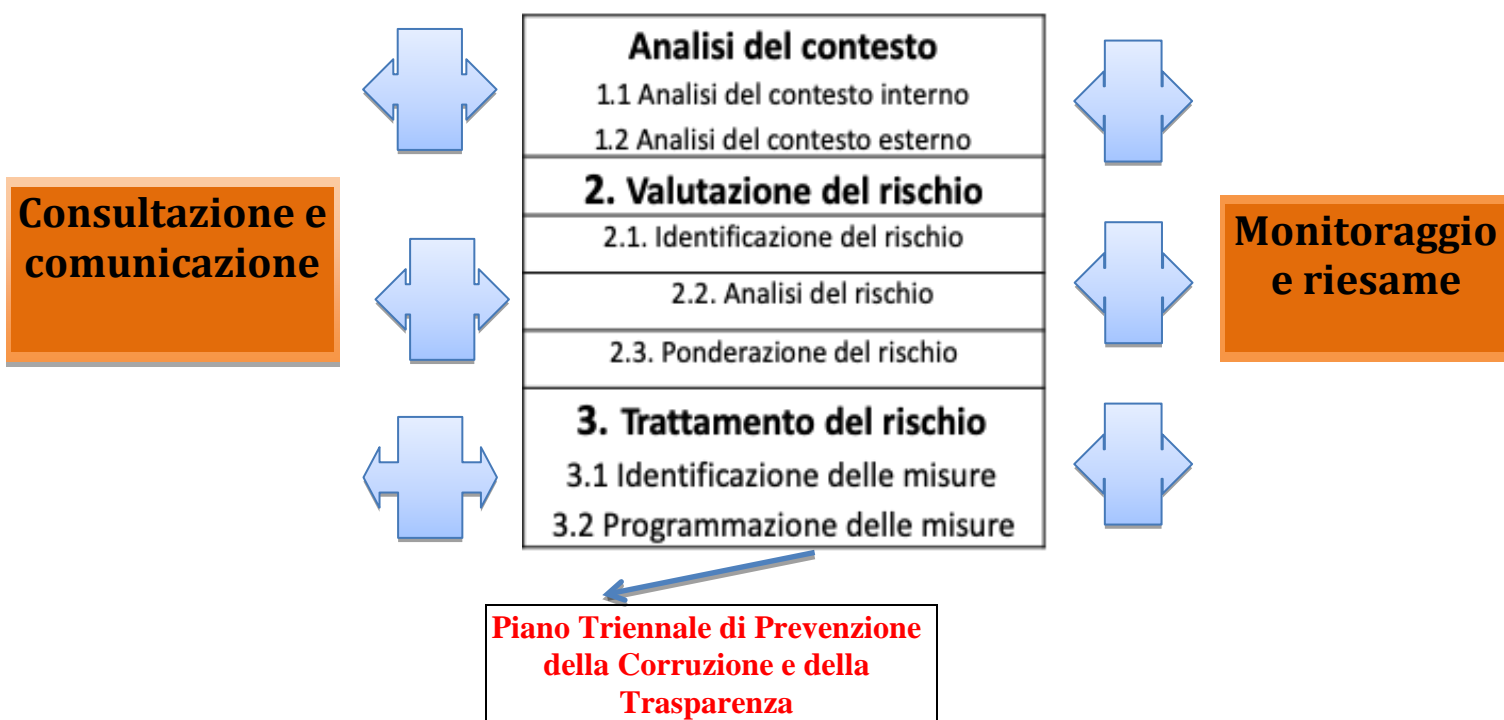 Analisi del contesto
1.1 Analisi del contesto interno
1.2 Analisi del contesto esterno
2. Valutazione del rischio
2.1. Identificazione del rischio
2.2. Analisi del rischio
2.3. Ponderazione del rischio
3. Trattamento del rischio
3.1 Identificazione delle misure
3.2 Programmazione delle misure
Consultazione e
comunicazione
Monitoraggio
e riesame
Piano Triennale di Prevenzione
della Corruzione e della
Trasparenza